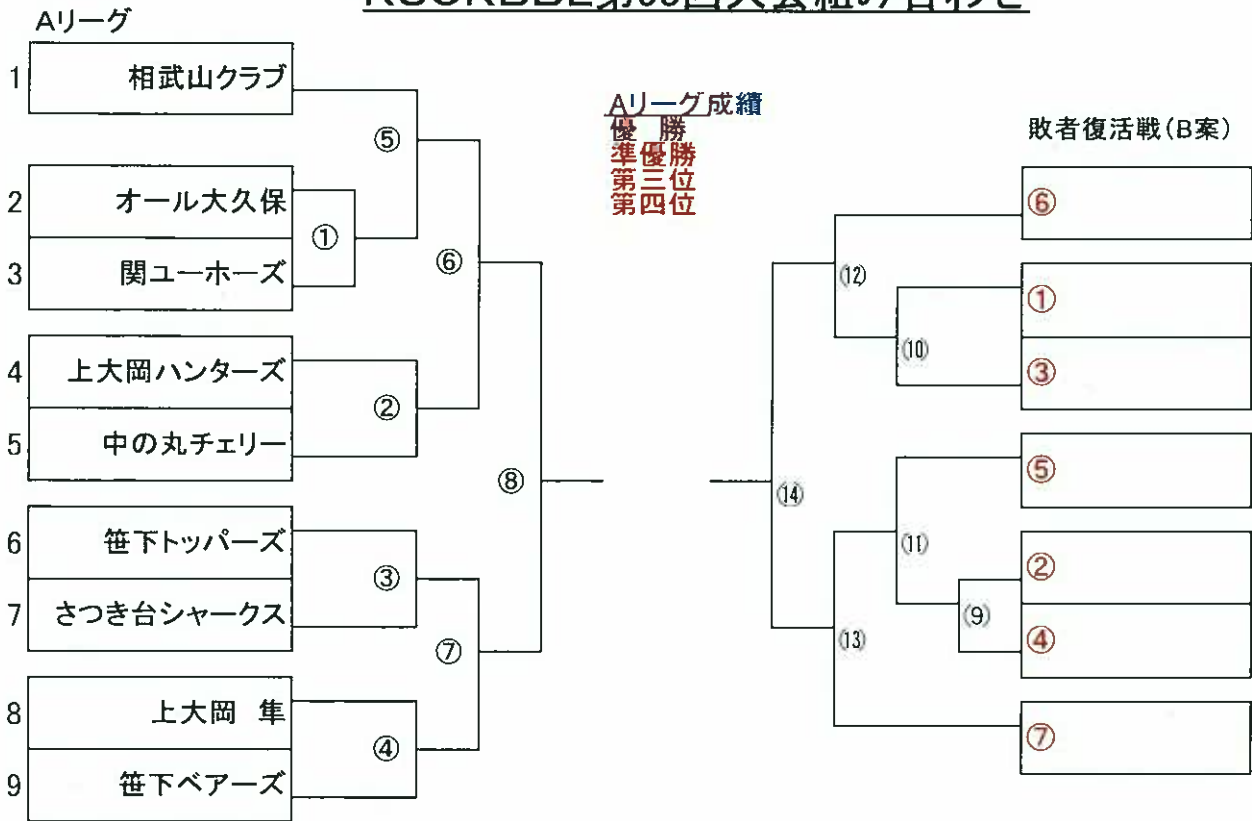 Aリーグ
1 相武山クラブ
2 オール大久保
3 関ユーホーズ
4 上大岡ハンターズ
5 中の丸チェリー
6 笹下トッパーズ
7 さつき台シャークス
8 上大岡 隼
9 笹下ベアーズ
①
②
③
④
⑤
⑥
⑦
⑧
Aリーグ成績
優 勝
準優勝
第三位
第四位
敗者復活戦(B案)
⑥
①
③
⑤
②
④
⑦
(9)
(10)
(11)
(12)
(13)
(14)